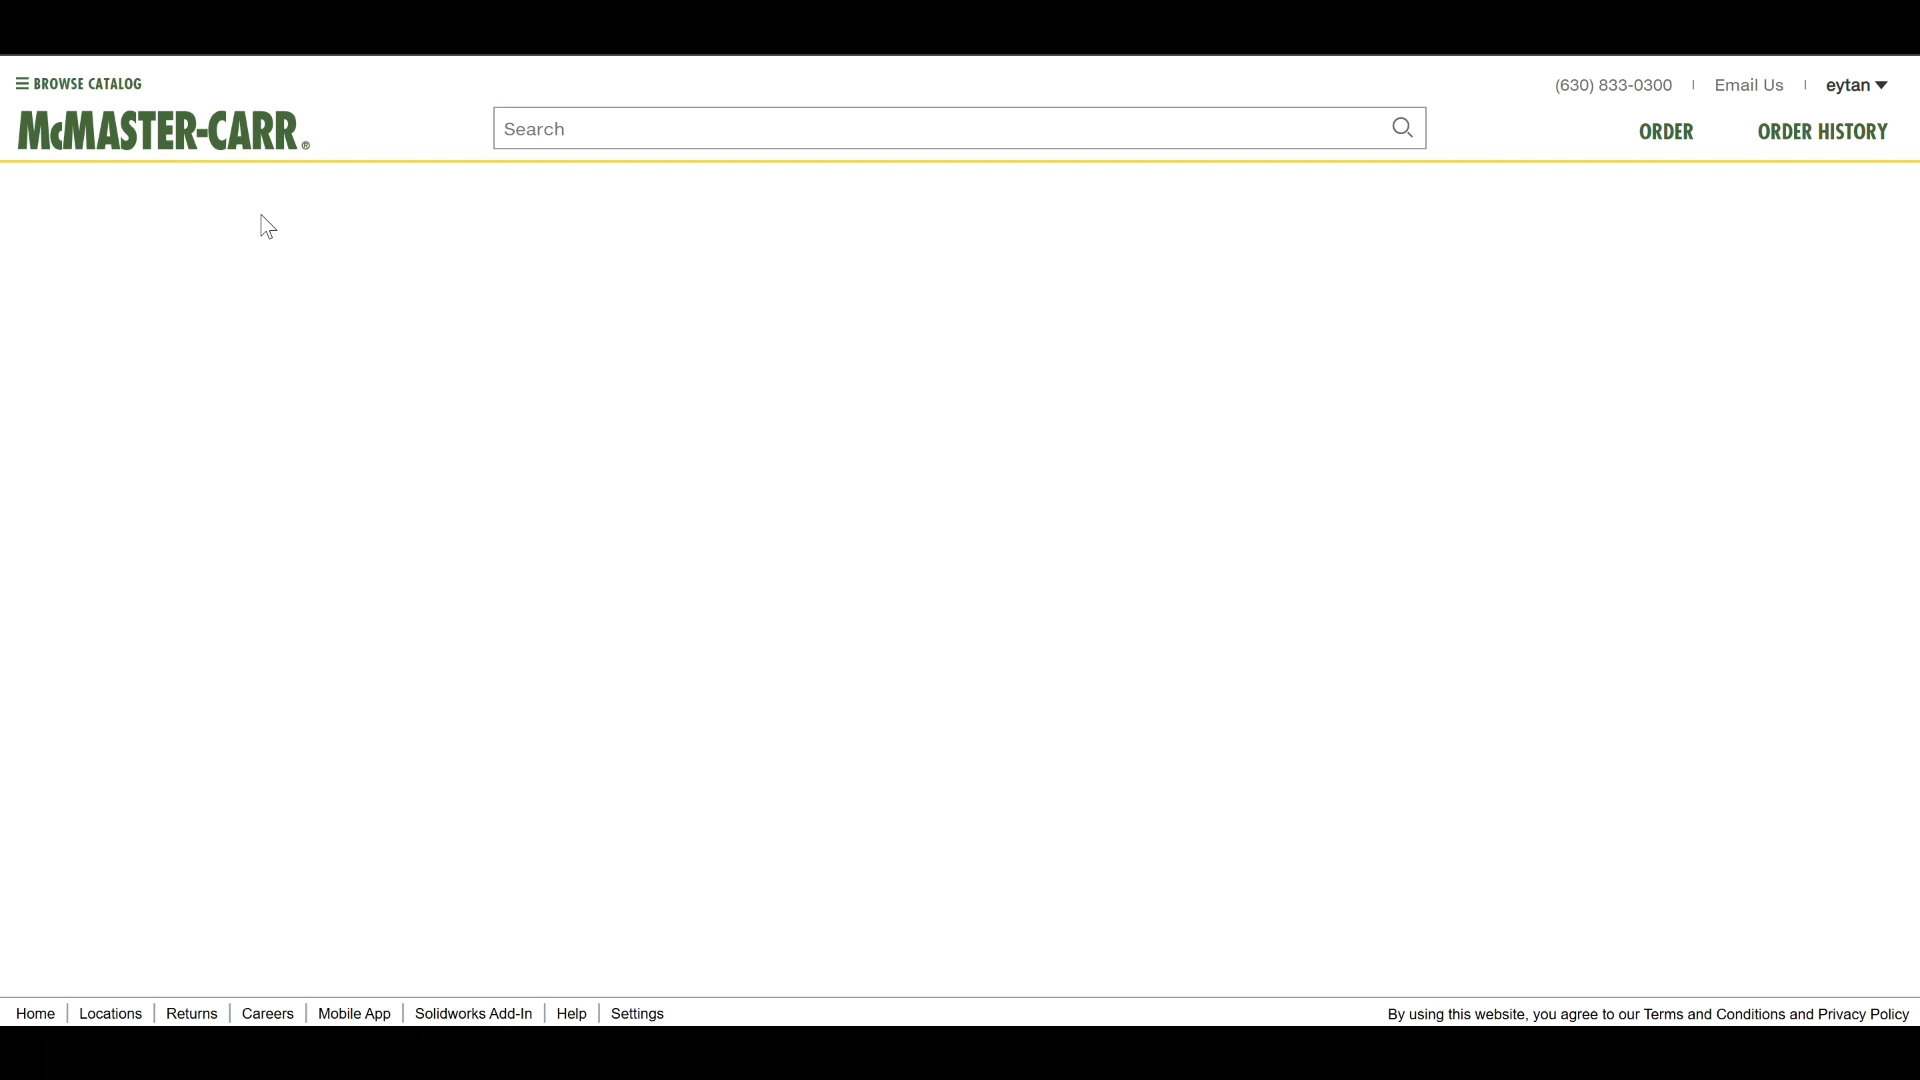 BROWSE CATALOG
(630) 833-0300 | Email Us | eytan
McMASTER-CARR®
Search
ORDER ORDER HISTORY
Home | Locations | Returns | Careers | Mobile App | Solidworks Add-In | Help | Settings
By using this website, you agree to our Terms and Conditions and Privacy Policy